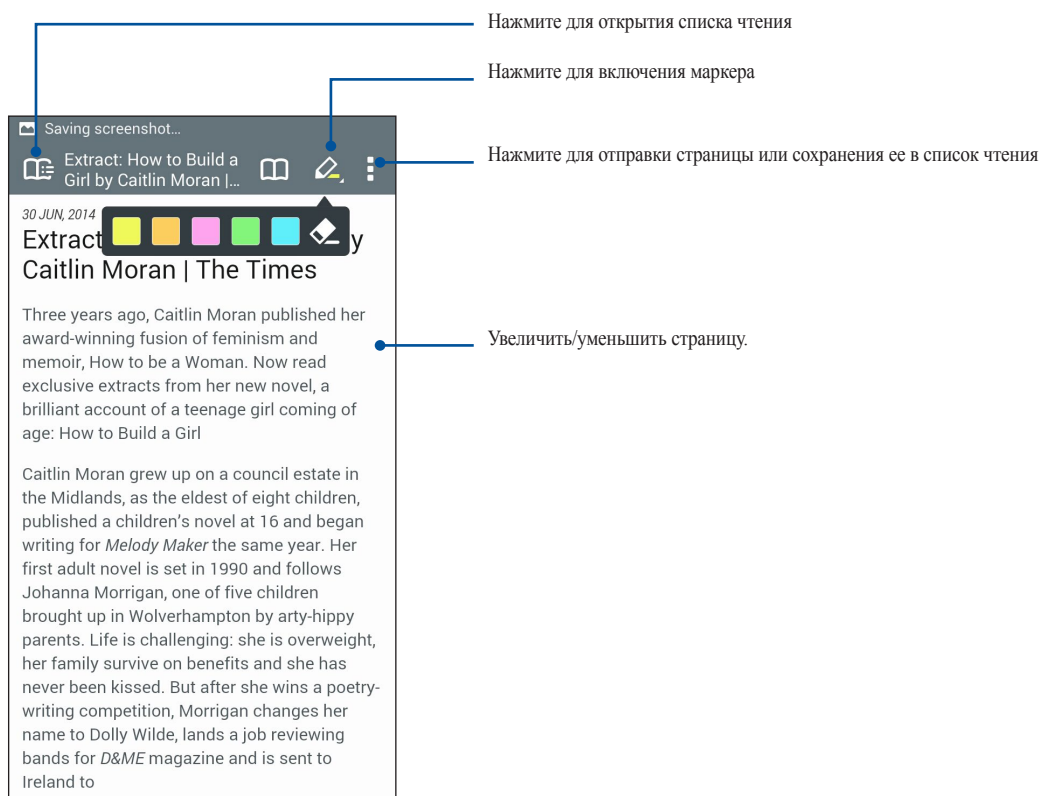 Нажмите для открытия списка чтения
Нажмите для включения маркера
Saving screenshot...
Extract: How to Build a
Girl by Caitlin Moran |...
Нажмите для отправки страницы или сохранения ее в список чтения
30 JUN, 2014
Extract y
Caitlin Moran | The Times
Three years ago, Caitlin Moran published her
award-winning fusion of feminism and
memoir, How to be a Woman. Now read
exclusive extracts from her new novel, a
brilliant account of a teenage girl coming of
age: How to Build a Girl
Увеличить/уменьшить страницу.
Caitlin Moran grew up on a council estate in
the Midlands, as the eldest of eight children,
published a children's novel at 16 and began
writing for Melody Maker the same year. Her
first adult novel is set in 1990 and follows
Johanna Morrigan, one of five children
brought up in Wolverhampton by arty-hippy
parents. Life is challenging: she is overweight,
her family survive on benefits and she has
never been kissed. But after she wins a poetry-
writing competition, Morrigan changes her
name to Dolly Wilde, lands a job reviewing
bands for D&ME magazine and is sent to
Ireland to